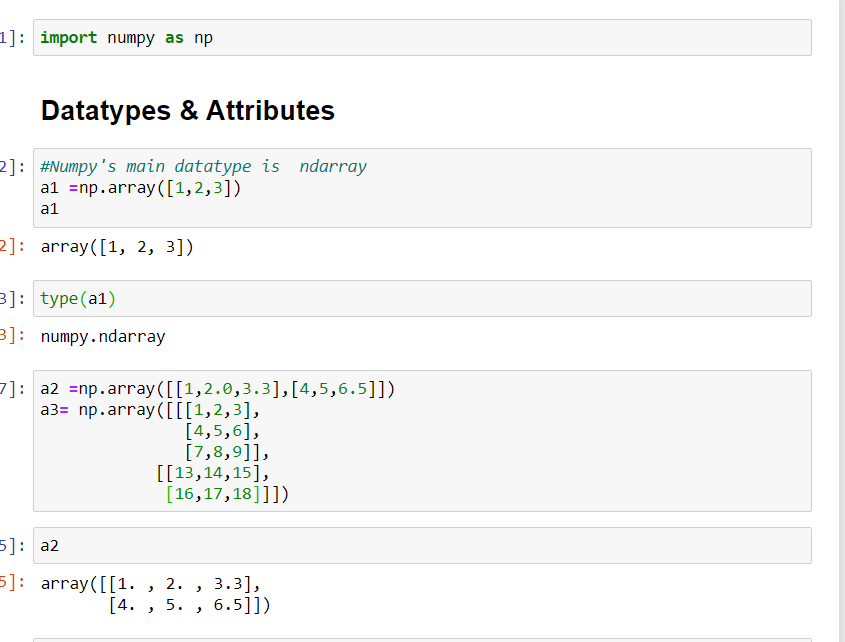 1]: import numpy as np
Datatypes & Attributes
2]: #Numpy's main datatype is  ndarray
a1 =np.array([1,2,3])
a1
2]: array([1, 2, 3])
3]: type(a1)
3]: numpy.ndarray
7]: a2 =np.array([[1,2.0,3.3],[4,5,6.5]])
a3= np.array([[[1,2,3],
               [4,5,6],
               [7,8,9]],
            [[13,14,15],
             [16,17,18]]])
5]: a2
5]: array([[1. , 2. , 3.3],
       [4. , 5. , 6.5]])